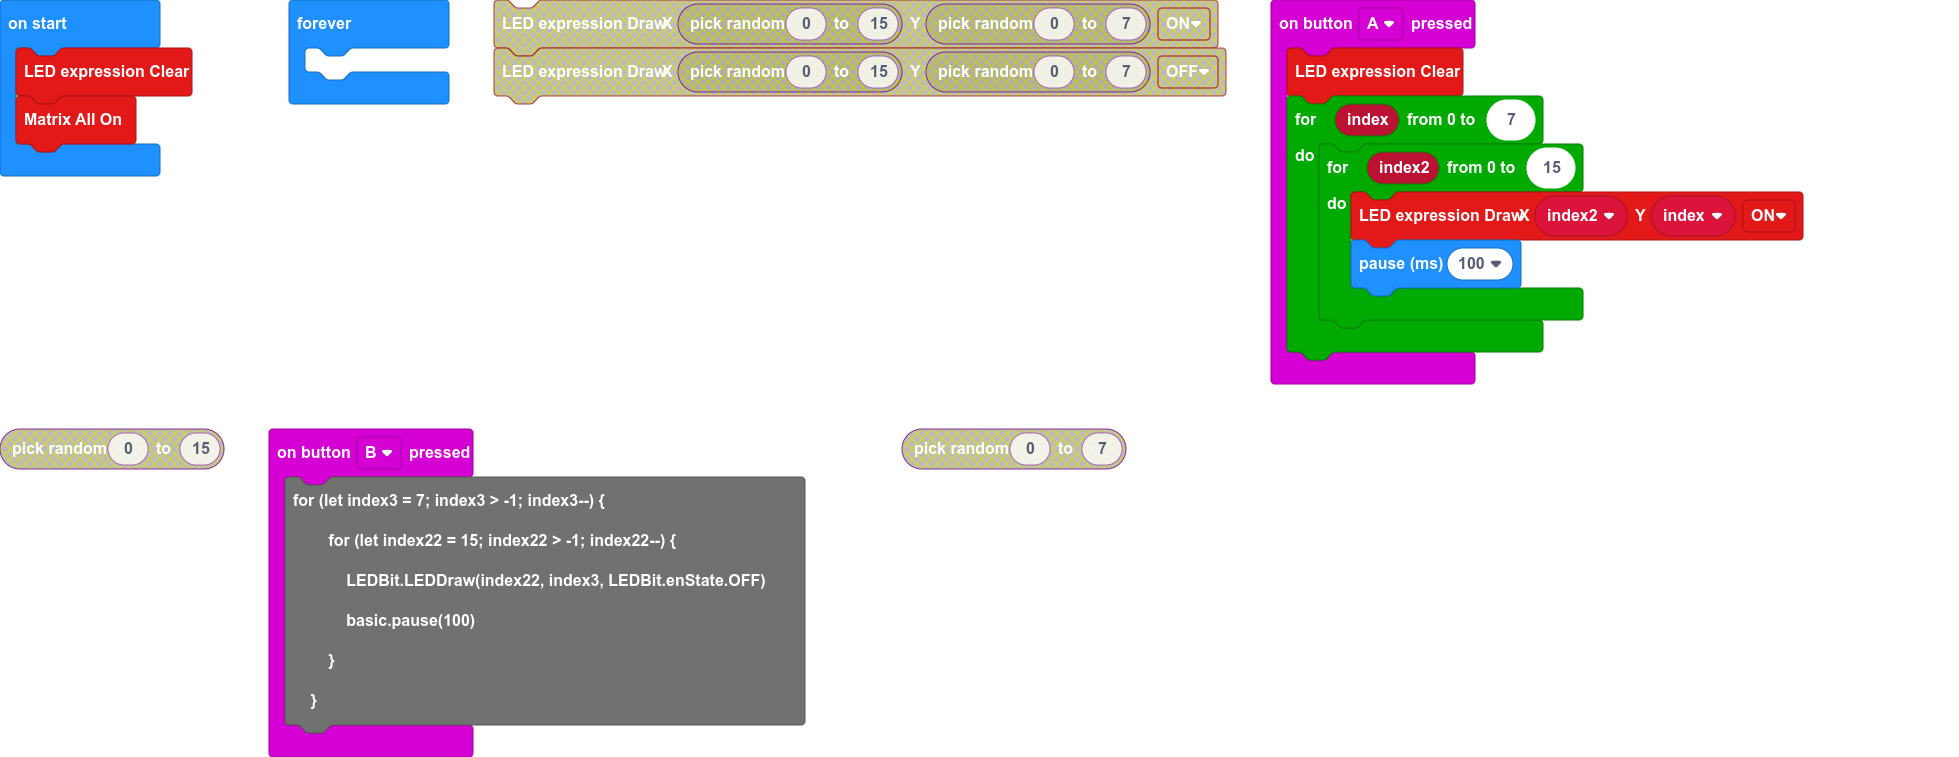 on start
LED expression Clear
Matrix All On
forever
LED expression Draw X pick random 0 to 15 Y pick random 0 to 7 ON
LED expression Draw X pick random 0 to 15 Y pick random 0 to 7 OFF
on button A pressed
LED expression Clear
for index from 0 to 7
do
for index2 from 0 to 15
do
LED expression Draw X index2 Y index ON
pause (ms) 100
pick random 0 to 15
on button B pressed
for (let index3 = 7; index3 > -1; index3--) {
for (let index22 = 15; index22 > -1; index22--) {
LEDBit.LEDDraw(index22, index3, LEDBit.enState.OFF)
basic.pause(100)
}
}
pick random 0 to 7